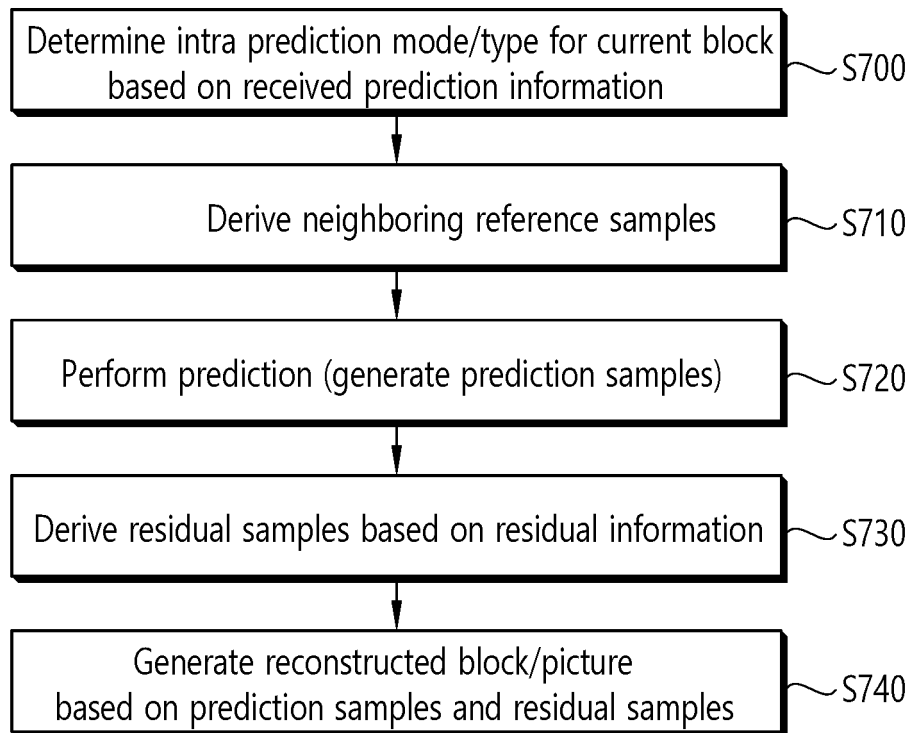 Determine intra prediction mode/type for current block
based on received prediction information
S700
Derive neighboring reference samples
S710
Perform prediction (generate prediction samples)
S720
Derive residual samples based on residual information
S730
Generate reconstructed block/picture
based on prediction samples and residual samples
S740